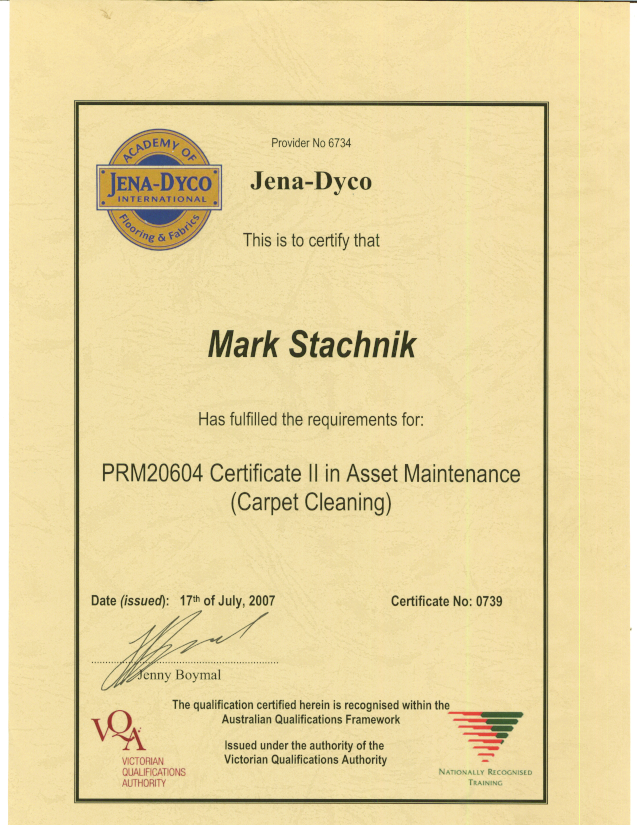 Provider No 6734
ACADEMY OF
JENA-DYCO
INTERNATIONAL
Flooring & Fabrics
Jena-Dyco
This is to certify that
Mark Stachnik
Has fulfilled the requirements for:
PRM20604 Certificate II in Asset Maintenance
(Carpet Cleaning)
Date (issued): 17th of July, 2007
Certificate No: 0739
Jenny Boymal
The qualification certified herein is recognised within the
Australian Qualifications Framework
Issued under the authority of the
Victorian Qualifications Authority
VQA
VICTORIAN
QUALIFICATIONS
AUTHORITY
NATIONALLY RECOGNISED
TRAINING